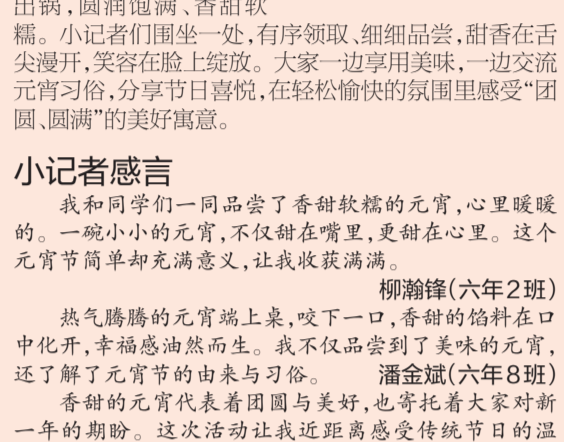 出锅，圆润饱满、香甜软
糯。小记者们围坐一处，有序领取、细细品尝，甜香在舌
尖漫开，笑容在脸上绽放。大家一边享用美味，一边交流
元宵习俗，分享节日喜悦，在轻松愉快的氛围里感受“团
圆、圆满”的美好寓意。
小记者感言
我和同学们一同品尝了香甜软糯的元宵，心里暖暖
的。一碗小小的元宵，不仅甜在嘴里，更甜在心里。这个
元宵节简单却充满意义，让我收获满满。
柳瀚锋（六年2班）
热气腾腾的元宵端上桌，咬下一口，香甜的馅料在口
中化开，幸福感油然而生。我不仅品尝到了美味的元宵，
还了解了元宵节的由来与习俗。 潘金斌（六年8班）
香甜的元宵代表着团圆与美好，也寄托着大家对新
一年的期盼。这次活动让我近距离感受传统节日的温